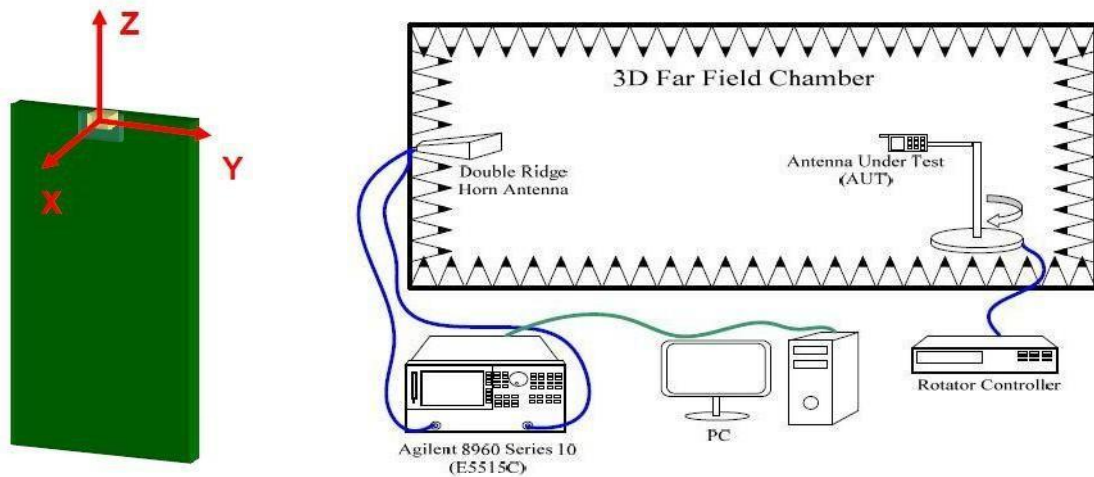 Z
Y
X
3D Far Field Chamber
Double Ridge
Horn Antenna
Antenna Under Test
(AUT)
Agilent 8960 Series 10
(E5515C)
PC
Rotator Controller